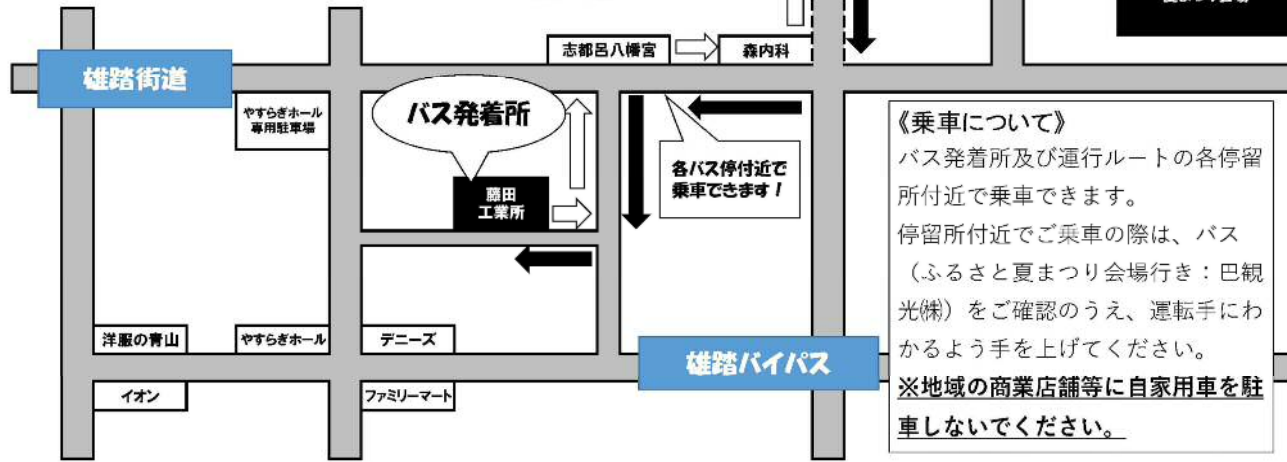 志都呂八幡宮
森内科
雄踏街道
やすらぎホール
専用駐車場
バス発着所
藤田
工業所
各バス停付近で
乗車できます！
《乗車について》
バス発着所及び運行ルートの各停留
所付近で乗車できます。
停留所付近でご乗車の際は、バス
（ふるさと夏まつり会場行き：巴観
光㈱）をご確認のうえ、運転手にわ
かるよう手を上げてください。
※地域の商業店舗等に自家用車を駐
車しないでください。
洋服の青山
やすらぎホール
デニーズ
雄踏バイパス
イオン
ファミリーマート